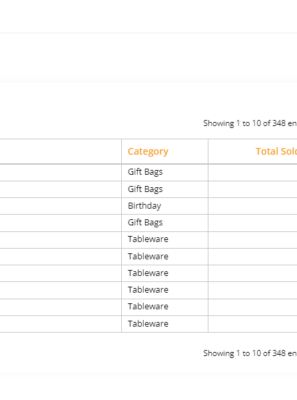 Showing 1 to 10 of 348 en
Category Total Sol
Gift Bags
Gift Bags
Birthday
Gift Bags
Tableware
Tableware
Tableware
Tableware
Tableware
Tableware
Showing 1 to 10 of 348 en